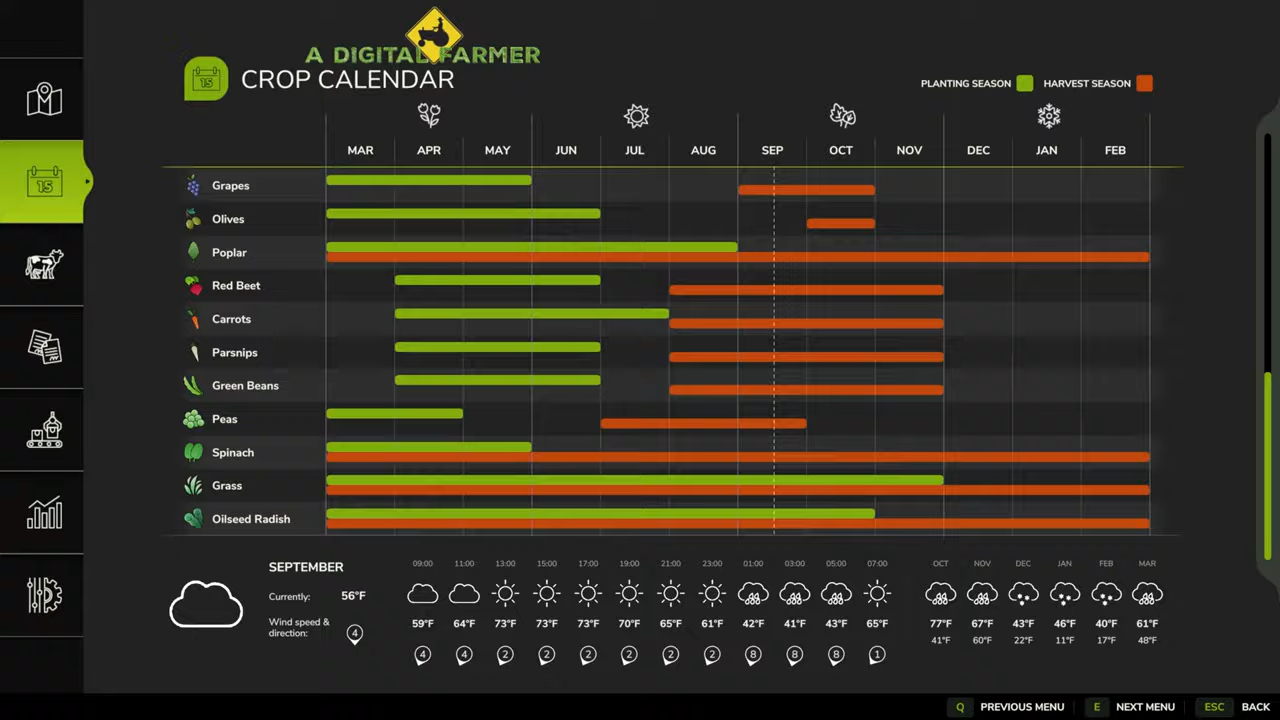 A DIGITAL FARMER
15
CROP CALENDAR
PLANTING SEASON HARVEST SEASON
MAR APR MAY JUN JUL AUG SEP OCT NOV DEC JAN FEB
15
Grapes
Olives
Poplar
Red Beet
Carrots
Parsnips
Green Beans
Peas
Spinach
Grass
Oilseed Radish
SEPTEMBER
09:00 11:00 13:00 15:00 17:00 19:00 21:00 23:00 01:00 03:00 05:00 07:00 OCT NOV DEC JAN FEB MAR
Currently: 56°F
59°F 64°F 73°F 73°F 73°F 70°F 65°F 61°F 42°F 41°F 43°F 65°F 77°F 67°F 43°F 46°F 40°F 61°F
41°F 60°F 22°F 11°F 17°F 48°F
Wind speed &
direction: 4
4 4 2 2 2 2 2 2 8 8 8 1
Q PREVIOUS MENU E NEXT MENU ESC BACK